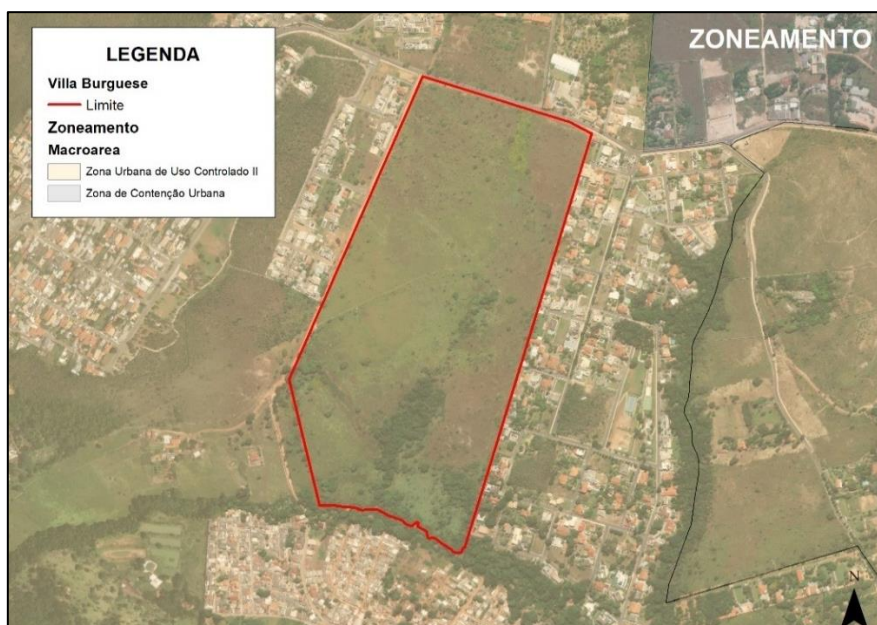 ZONEAMENTO
LEGENDA
Villa Burguese
Limite
Zoneamento
Macroarea
Zona Urbana de Uso Controlado II
Zona de Contenção Urbana
N